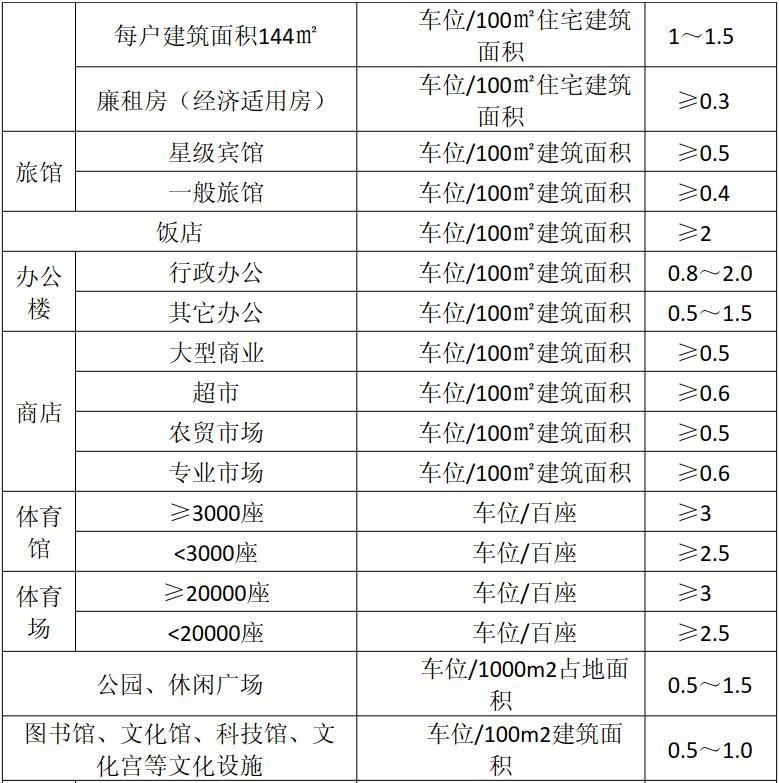 每户建筑面积144㎡ 车位/100㎡住宅建筑面积 1～1.5
廉租房（经济适用房） 车位/100㎡住宅建筑面积 ≥0.3
旅馆 星级宾馆 车位/100㎡建筑面积 ≥0.5
一般旅馆 车位/100㎡建筑面积 ≥0.4
饭店 车位/100㎡建筑面积 ≥2
办公楼 行政办公 车位/100㎡建筑面积 0.8～2.0
其它办公 车位/100㎡建筑面积 0.5～1.5
商店 大型商业 车位/100㎡建筑面积 ≥0.5
超市 车位/100㎡建筑面积 ≥0.6
农贸市场 车位/100㎡建筑面积 ≥0.5
专业市场 车位/100㎡建筑面积 ≥0.6
体育馆 ≥3000座 车位/百座 ≥3
<3000座 车位/百座 ≥2.5
体育场 ≥20000座 车位/百座 ≥3
<20000座 车位/百座 ≥2.5
公园、休闲广场 车位/1000m2占地面积 0.5～1.5
图书馆、文化馆、科技馆、文化宫等文化设施 车位/100m2建筑面积 0.5～1.0